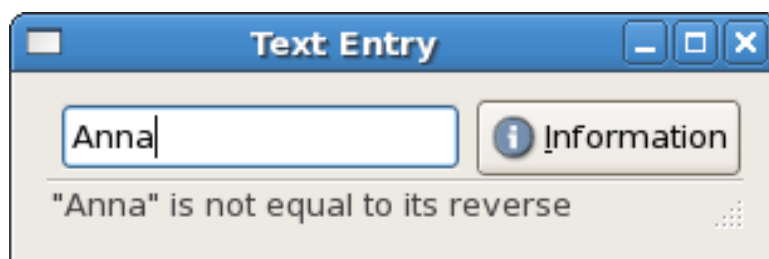 Text Entry
Anna
Information
"Anna" is not equal to its reverse